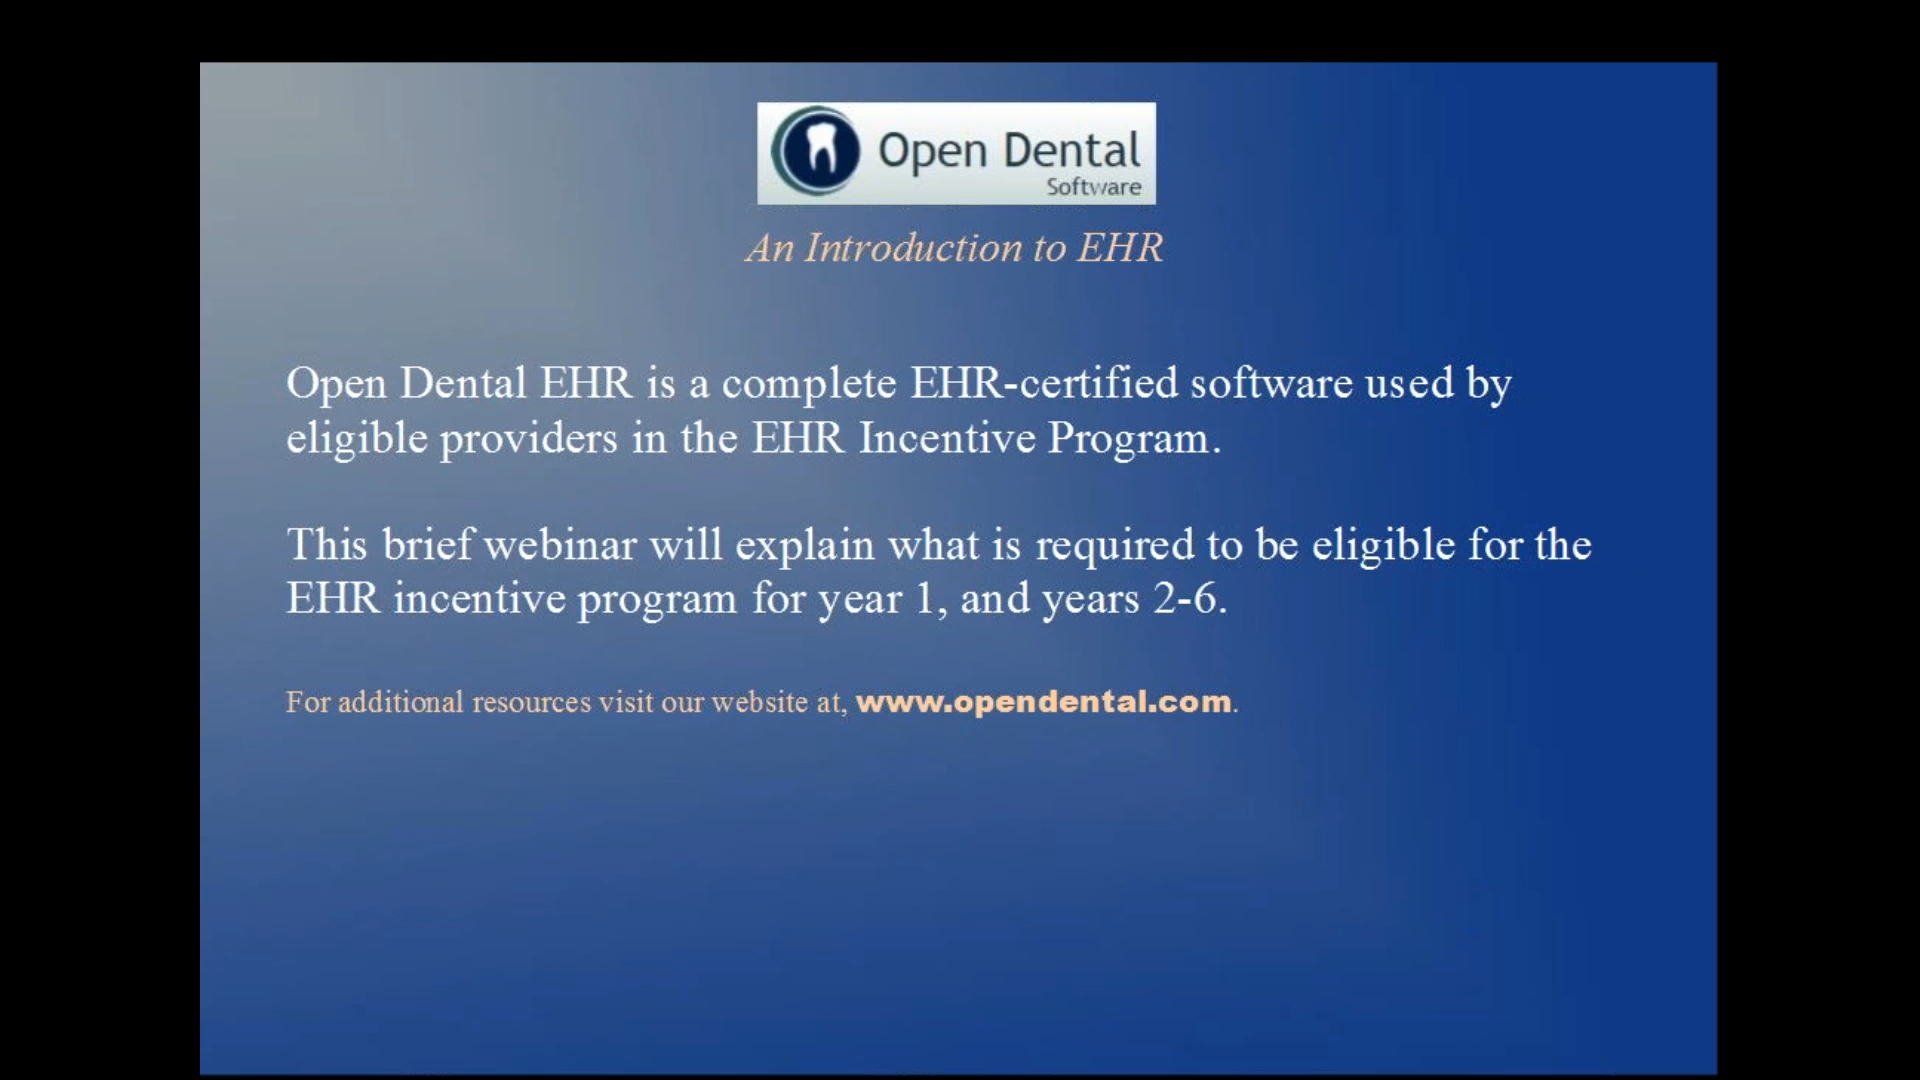 Open Dental
Software
An Introduction to EHR
Open Dental EHR is a complete EHR-certified software used by
eligible providers in the EHR Incentive Program.
This brief webinar will explain what is required to be eligible for the
EHR incentive program for year 1, and years 2-6.
For additional resources visit our website at, www.opendental.com.